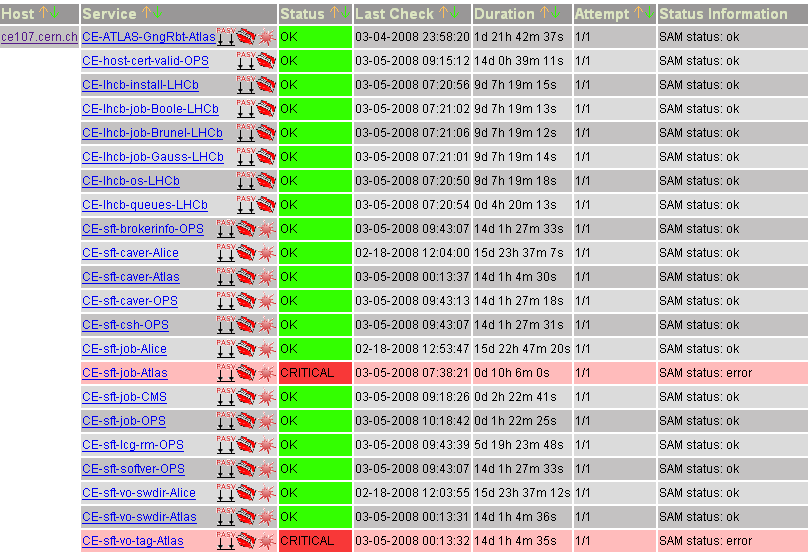 Host Service Status Last Check Duration Attempt Status Information
ce107.cern.ch CE-ATLAS-GngRbt-Atlas PASV OK 03-04-2008 23:58:20 1d 21h 42m 37s 1/1 SAM status: ok
CE-host-cert-valid-OPS PASV OK 03-05-2008 09:15:12 14d 0h 39m 11s 1/1 SAM status: ok
CE-lhcb-install-LHCb PASV OK 03-05-2008 07:20:56 9d 7h 19m 15s 1/1 SAM status: ok
CE-lhcb-job-Boole-LHCb PASV OK 03-05-2008 07:21:02 9d 7h 19m 13s 1/1 SAM status: ok
CE-lhcb-job-Brunel-LHCb PASV OK 03-05-2008 07:21:06 9d 7h 19m 12s 1/1 SAM status: ok
CE-lhcb-job-Gauss-LHCb PASV OK 03-05-2008 07:21:01 9d 7h 19m 14s 1/1 SAM status: ok
CE-lhcb-os-LHCb PASV OK 03-05-2008 07:20:50 9d 7h 19m 18s 1/1 SAM status: ok
CE-lhcb-queues-LHCb PASV OK 03-05-2008 07:20:54 0d 4h 20m 13s 1/1 SAM status: ok
CE-sft-brokerinfo-OPS PASV OK 03-05-2008 09:43:07 14d 1h 27m 33s 1/1 SAM status: ok
CE-sft-caver-Alice PASV OK 02-18-2008 12:04:00 15d 23h 37m 7s 1/1 SAM status: ok
CE-sft-caver-Atlas PASV OK 03-05-2008 00:13:37 14d 1h 4m 30s 1/1 SAM status: ok
CE-sft-caver-OPS PASV OK 03-05-2008 09:43:13 14d 1h 27m 18s 1/1 SAM status: ok
CE-sft-csh-OPS PASV OK 03-05-2008 09:43:07 14d 1h 27m 31s 1/1 SAM status: ok
CE-sft-job-Alice PASV OK 02-18-2008 12:53:47 15d 22h 47m 20s 1/1 SAM status: ok
CE-sft-job-Atlas PASV CRITICAL 03-05-2008 07:38:21 0d 10h 6m 0s 1/1 SAM status: error
CE-sft-job-CMS PASV OK 03-05-2008 09:18:26 0d 2h 22m 41s 1/1 SAM status: ok
CE-sft-job-OPS PASV OK 03-05-2008 10:18:42 0d 1h 22m 25s 1/1 SAM status: ok
CE-sft-lcg-rm-OPS PASV OK 03-05-2008 09:43:39 5d 19h 23m 48s 1/1 SAM status: ok
CE-sft-softver-OPS PASV OK 03-05-2008 09:43:07 14d 1h 27m 33s 1/1 SAM status: ok
CE-sft-vo-swdir-Alice PASV OK 02-18-2008 12:03:55 15d 23h 37m 12s 1/1 SAM status: ok
CE-sft-vo-swdir-Atlas PASV OK 03-05-2008 00:13:31 14d 1h 4m 36s 1/1 SAM status: ok
CE-sft-vo-tag-Atlas PASV CRITICAL 03-05-2008 00:13:32 14d 1h 4m 35s 1/1 SAM status: error